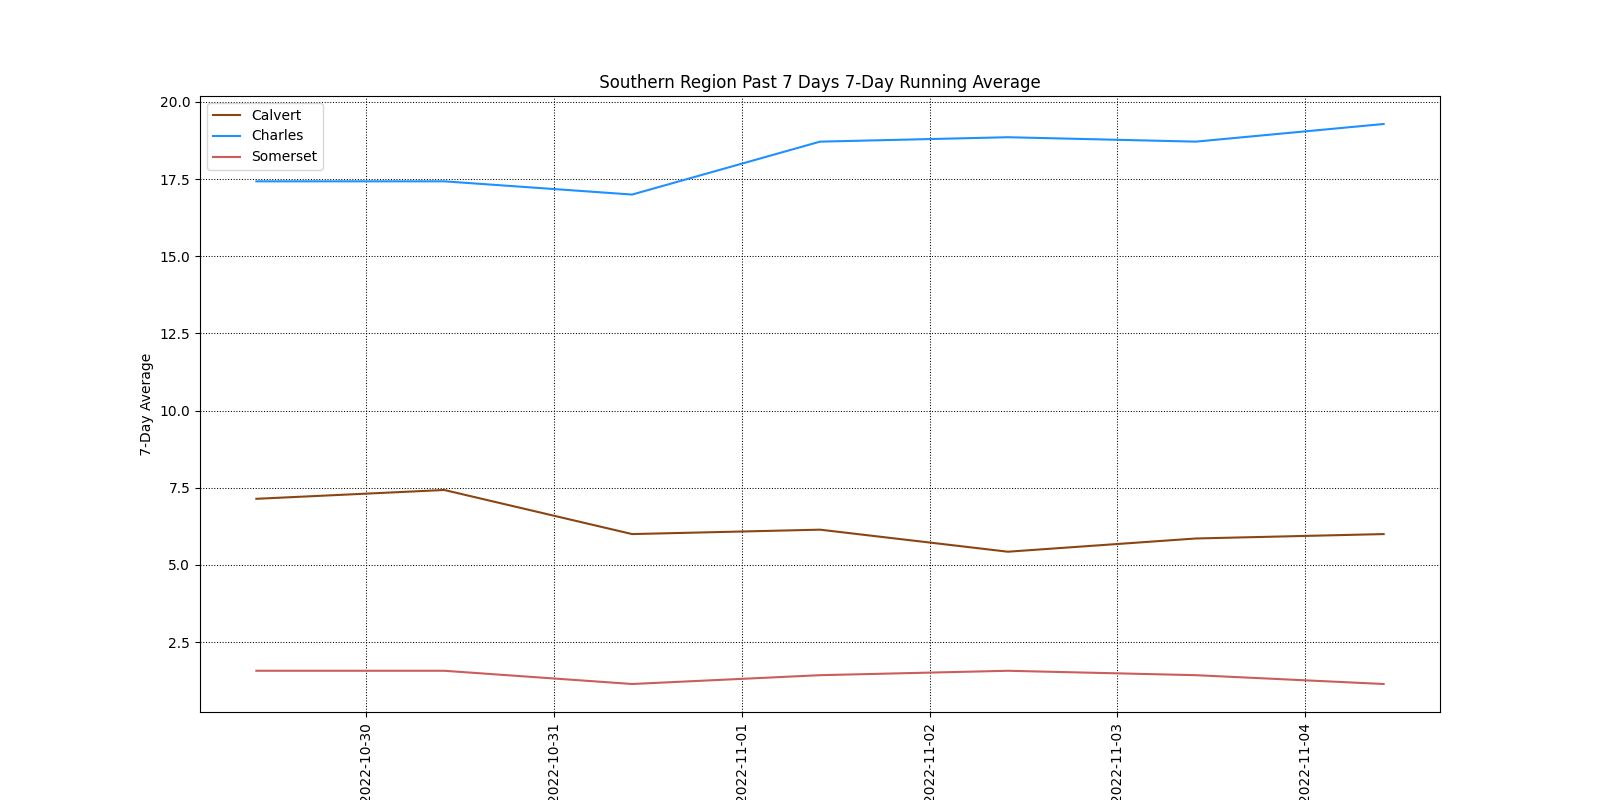 Southern Region Past 7 Days 7-Day Running Average
Calvert
Charles
Somerset
7-Day Average
20.0
17.5
15.0
12.5
10.0
7.5
5.0
2.5
2022-10-30
2022-10-31
2022-11-01
2022-11-02
2022-11-03
2022-11-04